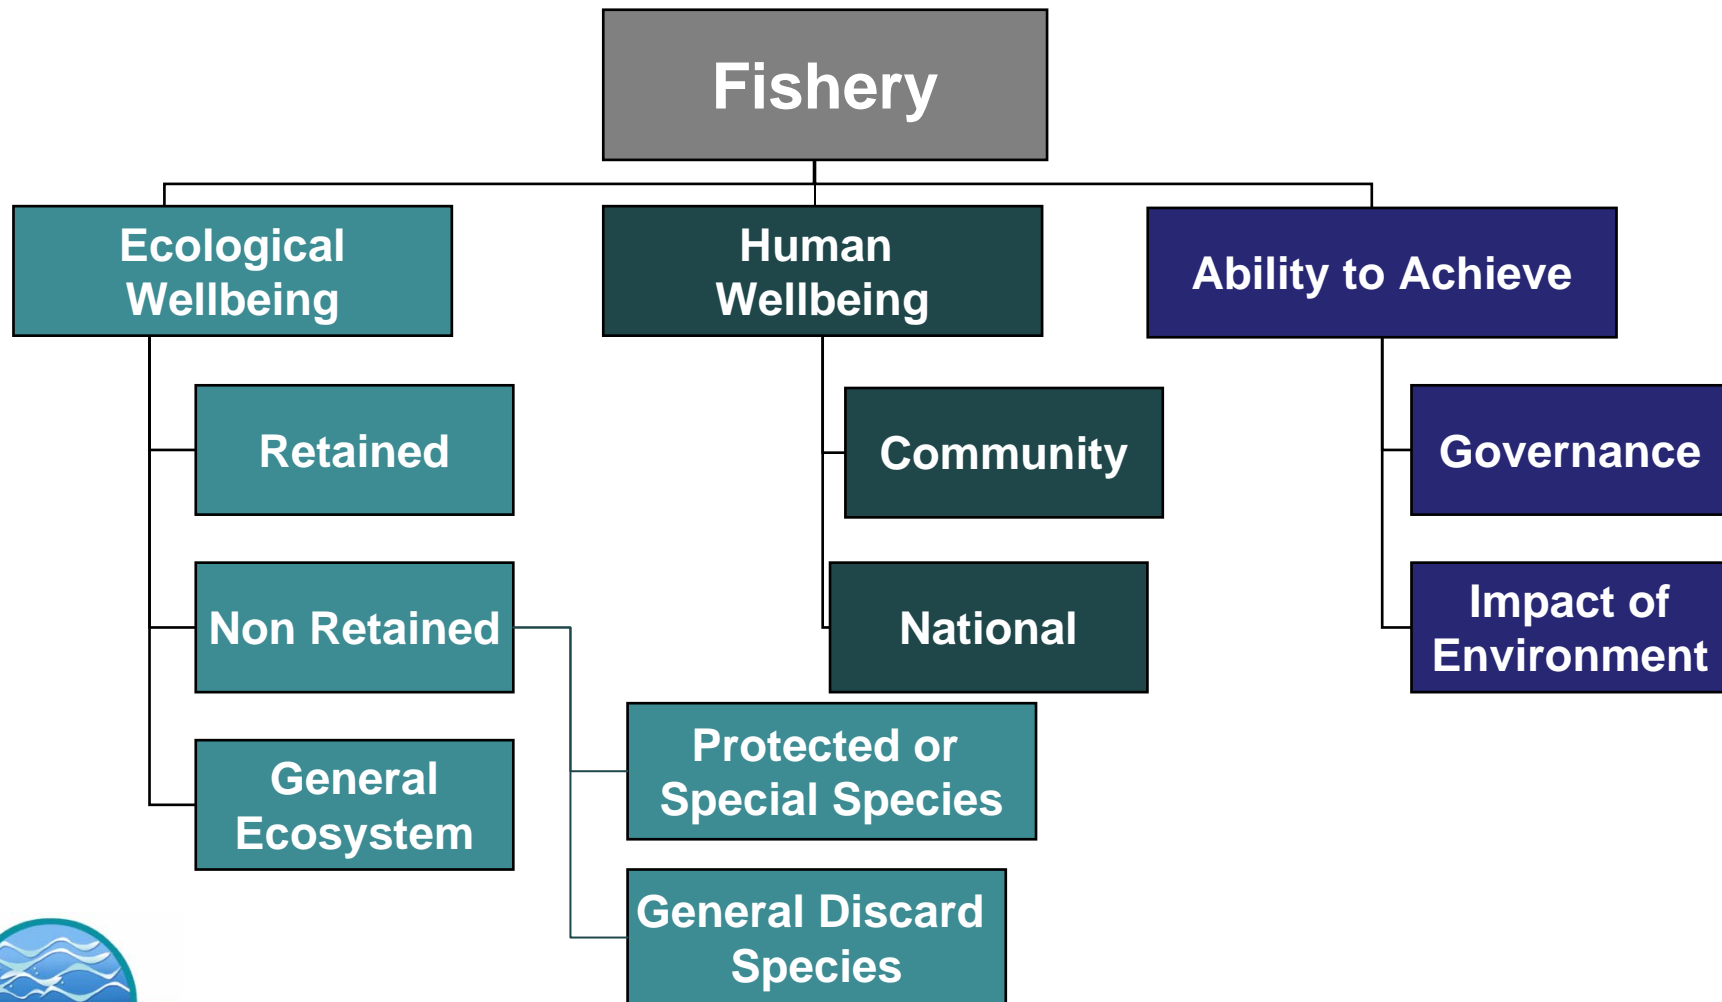 Fishery
Ecological
Wellbeing
Human
Wellbeing
Ability to Achieve
Retained
Community
Governance
Non Retained
National
Impact of
Environment
General
Ecosystem
Protected or
Special Species
General Discard
Species